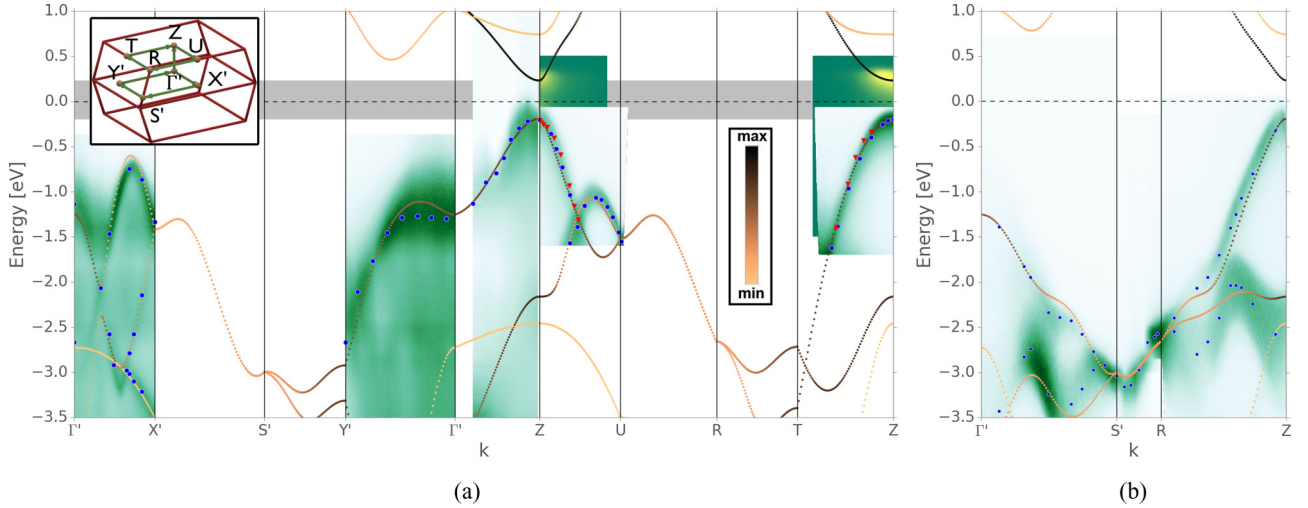 1.0
0.5
0.0
−0.5
−1.0
−1.5
−2.0
−2.5
−3.0
−3.5
Energy [eV]
Z
T
U
R
Y'
Γ'
X'
S'
max
min
Γ'
X'
S'
Y'
Γ'
Z
U
R
T
Z
k
(a)
1.0
0.5
0.0
−0.5
−1.0
−1.5
−2.0
−2.5
−3.0
−3.5
Energy [eV]
Γ'
S'
R
Z
k
(b)